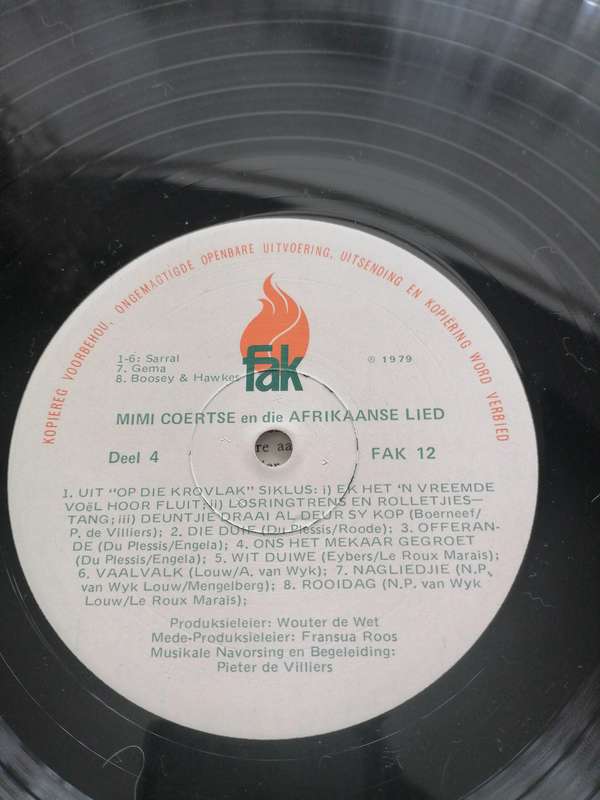 KOPIEREG VOORBEHOU, ONGEMAGTIGDE OPENBARE UITVOERING, UITSENDING EN KOPIERING WORD VERBIED
1-6: Sarral
7. Gema
8. Boosey & Hawkes
fak
© 1979
MIMI COERTSE en die AFRIKAANSE LIED
Deel 4
FAK 12
re aa
1. UIT "OP DIE KROVLAK" SIKLUS: i) EK HET 'N VREEMDE
VOëL HOOR FLUIT; ii) LOSRINGTRENS EN ROLLETJIES–
TANG; iii) DEUNTJIE DRAAI AL DEUR SY KOP (Boerneef/
P. de Villiers); 2. DIE DUIF (Du Plessis/Roode); 3. OFFERAN-
DE (Du Plessis/Engela); 4. ONS HET MEKAAR GEGROET
(Du Plessis/Engela); 5. WIT DUIWE (Eybers/Le Roux Marais);
6. VAALVALK (Louw/A. van Wyk); 7. NAGLIEDJIE (N.P.
van Wyk Louw/Mengelberg); 8. ROOIDAG (N.P. van Wyk
Louw/Le Roux Marais);
Produksieleier: Wouter de Wet
Mede-Produksieleier: Fransua Roos
Musikale Navorsing en Begeleiding:
Pieter de Villiers